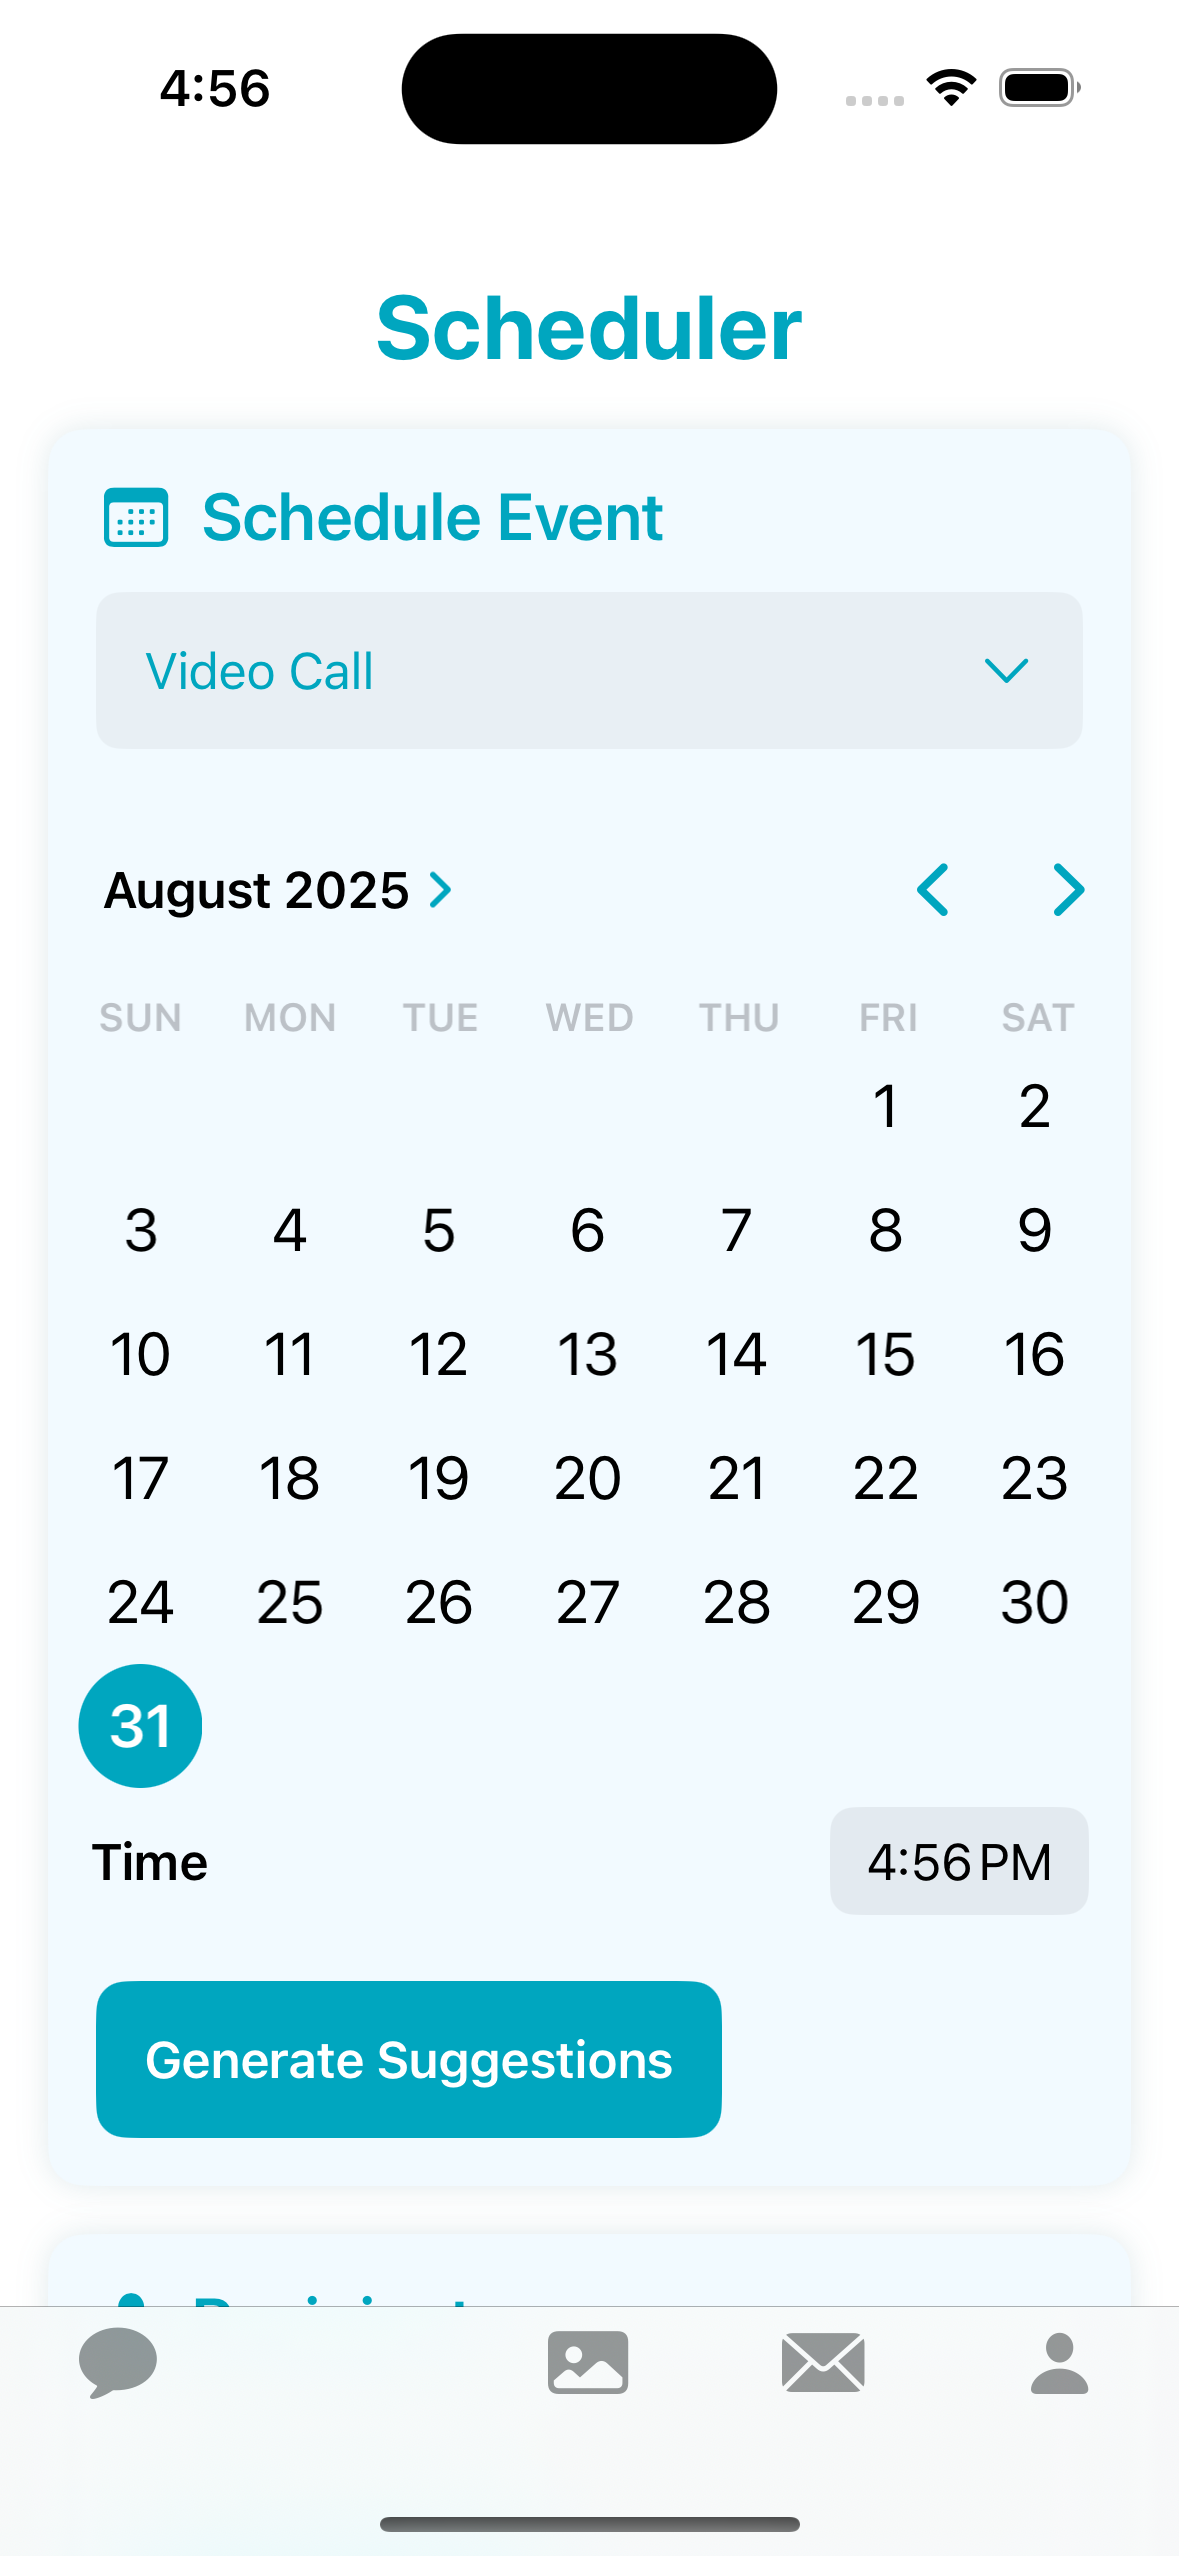 4:56
Scheduler
Schedule Event
Video Call
August 2025
SUN MON TUE WED THU FRI SAT
1 2
3 4 5 6 7 8 9
10 11 12 13 14 15 16
17 18 19 20 21 22 23
24 25 26 27 28 29 30
31
Time 4:56 PM
Generate Suggestions